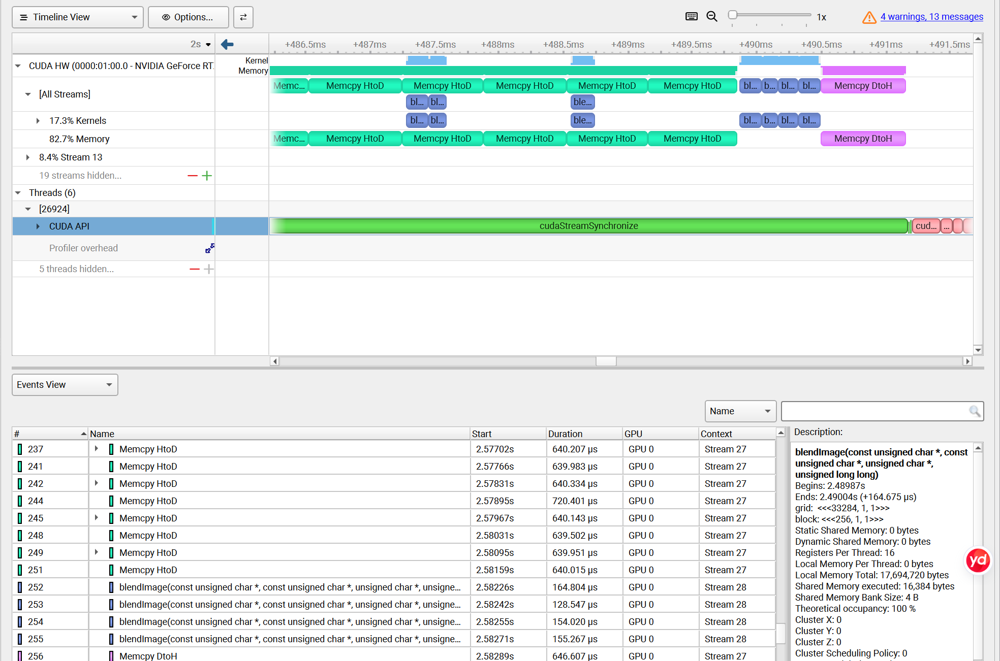 Timeline View
Options...
1x
4 warnings, 13 messages
2s
+486.5ms +487ms +487.5ms +488ms +488.5ms +489ms +489.5ms +490ms +490.5ms +491ms +491.5ms
CUDA HW (0000:01:00.0 - NVIDIA GeForce RT.
Kernel
Memory
[All Streams]
Memc... Memcpy HtoD Memcpy HtoD Memcpy HtoD Memcpy HtoD Memcpy HtoD bl... b... bl... bl... Memcpy DtoH
bl... bl... ble...
17.3% Kernels
bl... bl... ble... bl... b... bl... bl...
82.7% Memory
Memc... Memcpy HtoD Memcpy HtoD Memcpy HtoD Memcpy HtoD Memcpy HtoD Memcpy DtoH
8.4% Stream 13
19 streams hidden...
Threads (6)
[26924]
CUDA API
cudaStreamSynchronize cud... ...
Profiler overhead
5 threads hidden...
Events View
Name
# Name Start Duration GPU Context
237 Memcpy HtoD 2.57702s 640.207 μs GPU 0 Stream 27
241 Memcpy HtoD 2.57766s 639.983 μs GPU 0 Stream 27
242 Memcpy HtoD 2.57831s 640.334 μs GPU 0 Stream 27
244 Memcpy HtoD 2.57895s 720.401 μs GPU 0 Stream 27
245 Memcpy HtoD 2.57967s 640.143 μs GPU 0 Stream 27
248 Memcpy HtoD 2.58031s 639.502 μs GPU 0 Stream 27
249 Memcpy HtoD 2.58095s 639.951 μs GPU 0 Stream 27
251 Memcpy HtoD 2.58159s 640.015 μs GPU 0 Stream 27
252 blendImage(const unsigned char *, const unsigned char *, unsigned char *, unsigne... 2.58226s 164.804 μs GPU 0 Stream 28
253 blendImage(const unsigned char *, const unsigned char *, unsigned char *, unsigne... 2.58242s 128.547 μs GPU 0 Stream 28
254 blendImage(const unsigned char *, const unsigned char *, unsigned char *, unsigne... 2.58255s 154.020 μs GPU 0 Stream 28
255 blendImage(const unsigned char *, const unsigned char *, unsigned char *, unsigne... 2.58271s 155.267 μs GPU 0 Stream 28
256 Memcpy DtoH 2.58289s 646.607 μs GPU 0 Stream 27
Description:
blendImage(const unsigned char *, const
unsigned char *, unsigned char *,
unsigned long long)
Begins: 2.48987s
Ends: 2.49004s (+164.675 μs)
grid: <<<33284, 1, 1>>>
block: <<<256, 1, 1>>>
Static Shared Memory: 0 bytes
Dynamic Shared Memory: 0 bytes
Registers Per Thread: 16
Local Memory Per Thread: 0 bytes
Local Memory Total: 17,694,720 bytes
Shared Memory executed: 16,384 bytes
Shared Memory Bank Size: 4 B
Theoretical occupancy: 100 %
Cluster X: 0
Cluster Y: 0
Cluster Z: 0
Cluster Scheduling Policy: 0
yd